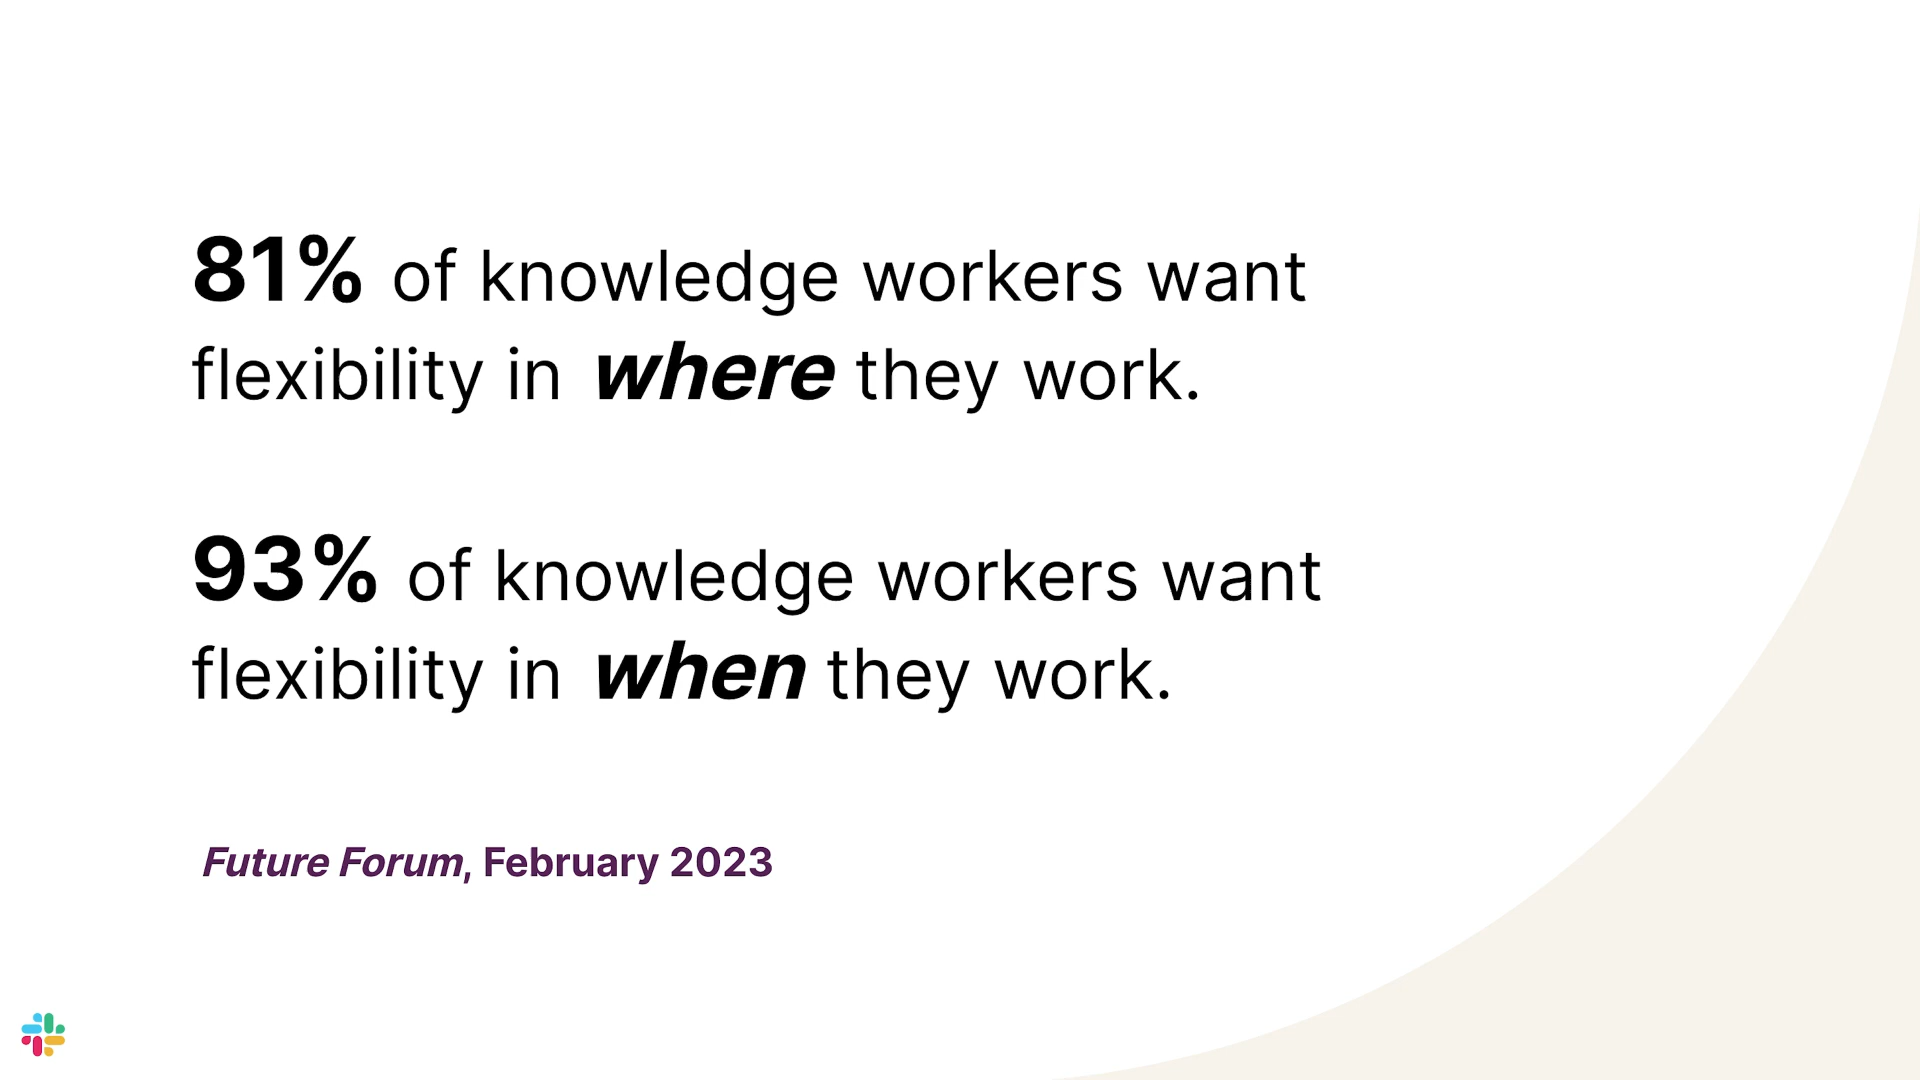 81% of knowledge workers want
flexibility in where they work.
93% of knowledge workers want
flexibility in when they work.
Future Forum, February 2023